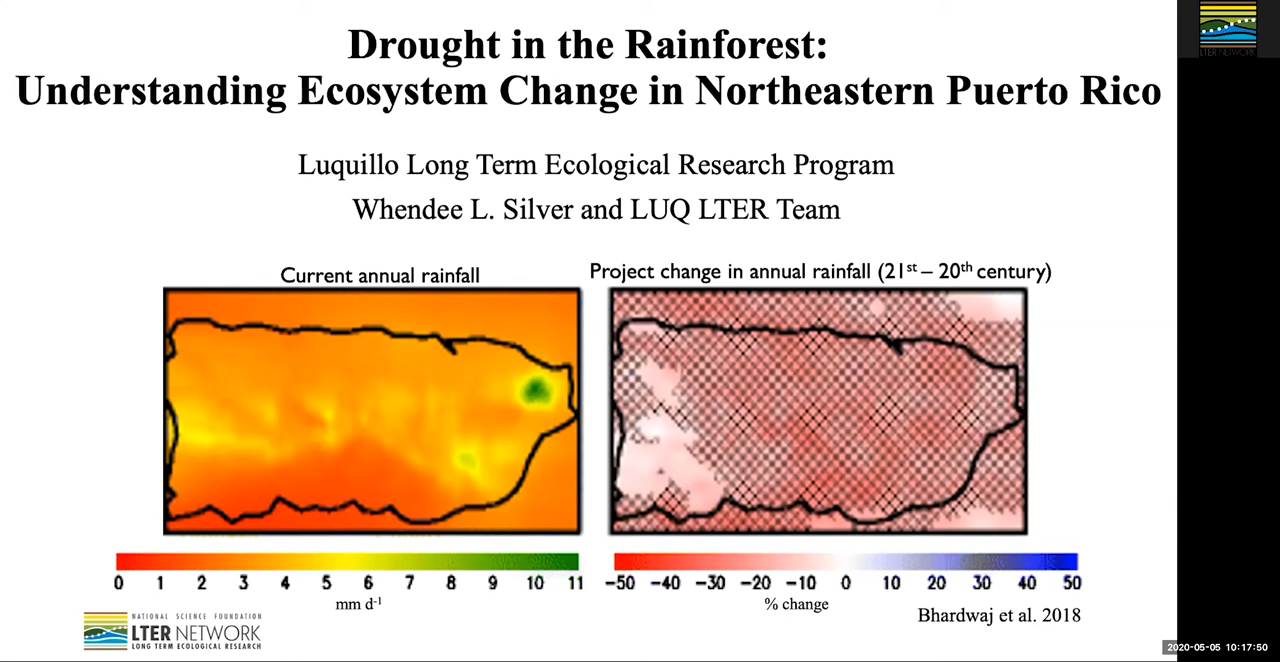 Drought in the Rainforest:
Understanding Ecosystem Change in Northeastern Puerto Rico
Luquillo Long Term Ecological Research Program
Whendee L. Silver and LUQ LTER Team
Current annual rainfall
Project change in annual rainfall (21st – 20th century)
0 1 2 3 4 5 6 7 8 9 10 11
mm d-1
−50 −40 −30 −20 −10 0 10 20 30 40 50
% change
Bhardwaj et al. 2018
NATIONAL SCIENCE FOUNDATION
LTER NETWORK
LONG TERM ECOLOGICAL RESEARCH
LTER NETWORK
2020-05-05 10:17:50